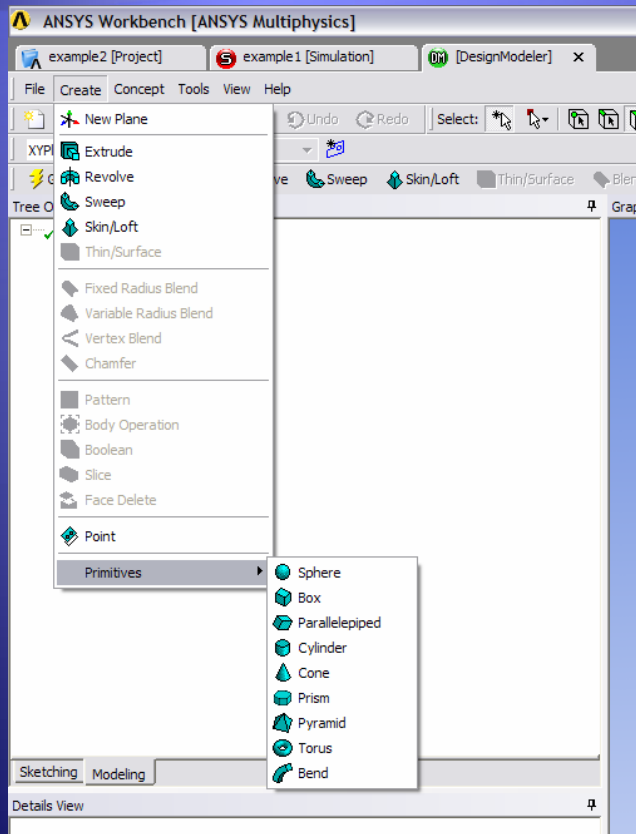 ANSYS Workbench [ANSYS Multiphysics]
example2 [Project] example1 [Simulation] [DesignModeler]
File Create Concept Tools View Help
New Plane Undo Redo Select:
XYPl
Extrude
Revolve ve Sweep Skin/Loft Thin/Surface Blen
Sweep Tree O Grap
Skin/Loft
Thin/Surface
Fixed Radius Blend
Variable Radius Blend
Vertex Blend
Chamfer
Pattern
Body Operation
Boolean
Slice
Face Delete
Point
Primitives
Sphere
Box
Parallelepiped
Cylinder
Cone
Prism
Pyramid
Torus
Bend
Sketching Modeling
Details View